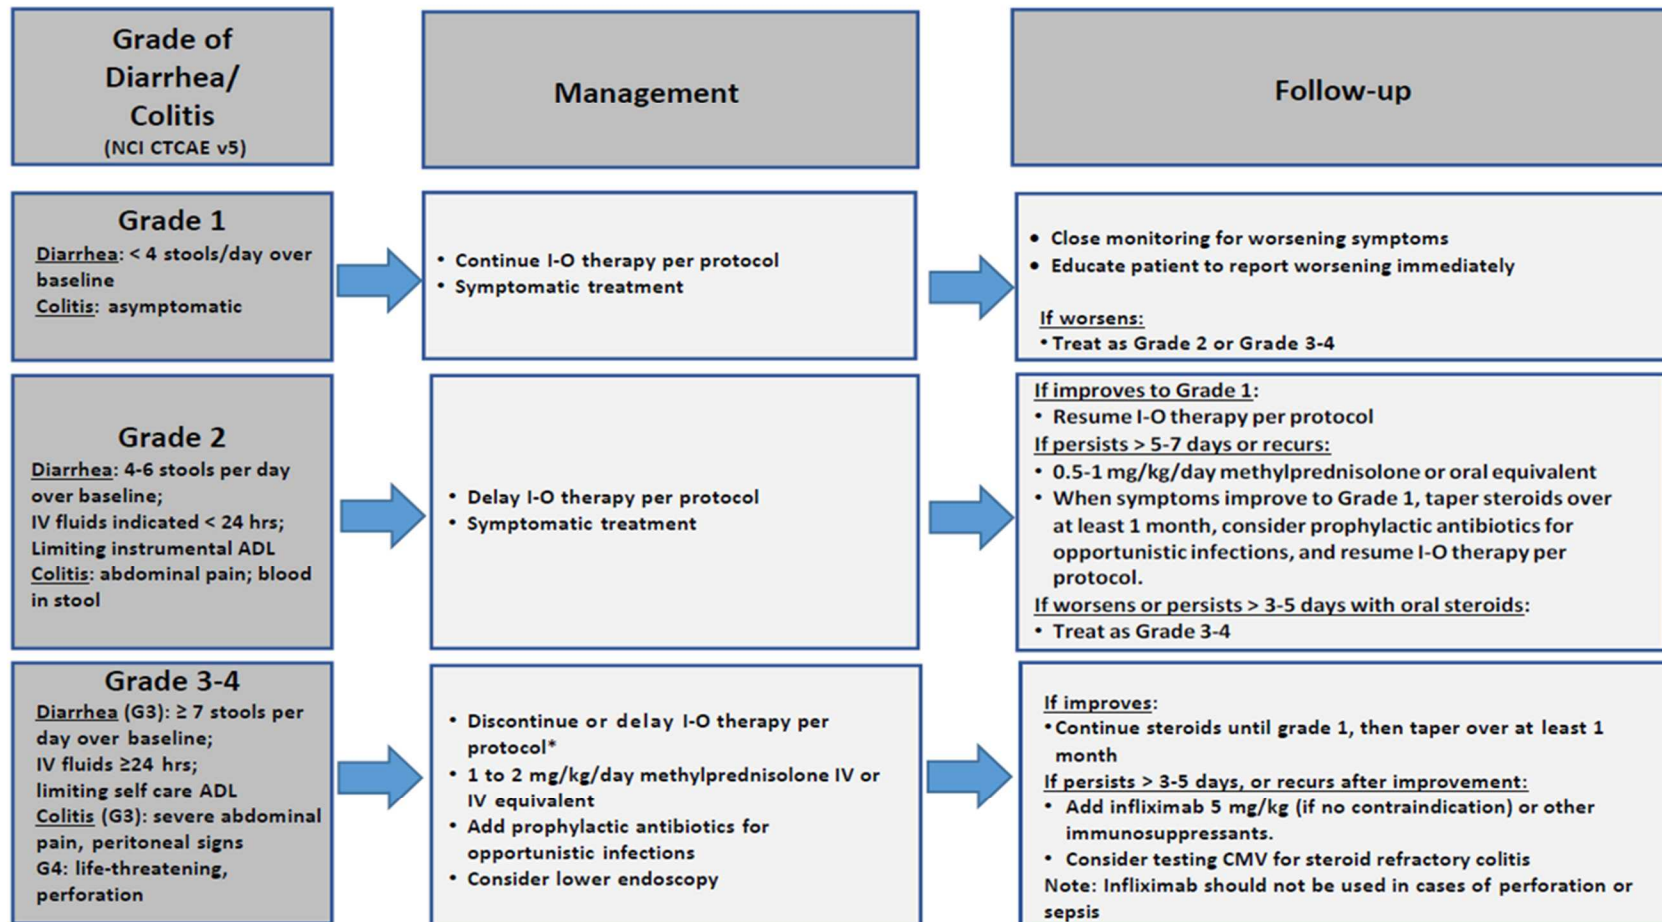 Grade of
Diarrhea/
Colitis
(NCI CTCAE v5)
Management
Follow-up
Grade 1
Diarrhea: < 4 stools/day over
baseline
Colitis: asymptomatic
• Continue I-O therapy per protocol
• Symptomatic treatment
• Close monitoring for worsening symptoms
• Educate patient to report worsening immediately
If worsens:
• Treat as Grade 2 or Grade 3-4
Grade 2
Diarrhea: 4-6 stools per day
over baseline;
IV fluids indicated < 24 hrs;
Limiting instrumental ADL
Colitis: abdominal pain; blood
in stool
• Delay I-O therapy per protocol
• Symptomatic treatment
If improves to Grade 1:
• Resume I-O therapy per protocol
If persists > 5-7 days or recurs:
• 0.5-1 mg/kg/day methylprednisolone or oral equivalent
• When symptoms improve to Grade 1, taper steroids over
at least 1 month, consider prophylactic antibiotics for
opportunistic infections, and resume I-O therapy per
protocol.
If worsens or persists > 3-5 days with oral steroids:
• Treat as Grade 3-4
Grade 3-4
Diarrhea (G3): ≥ 7 stools per
day over baseline;
IV fluids ≥24 hrs;
limiting self care ADL
Colitis (G3): severe abdominal
pain, peritoneal signs
G4: life-threatening,
perforation
• Discontinue or delay I-O therapy per
protocol*
• 1 to 2 mg/kg/day methylprednisolone IV or
IV equivalent
• Add prophylactic antibiotics for
opportunistic infections
• Consider lower endoscopy
If improves:
• Continue steroids until grade 1, then taper over at least 1
month
If persists > 3-5 days, or recurs after improvement:
• Add infliximab 5 mg/kg (if no contraindication) or other
immunosuppressants.
• Consider testing CMV for steroid refractory colitis
Note: Infliximab should not be used in cases of perforation or
sepsis